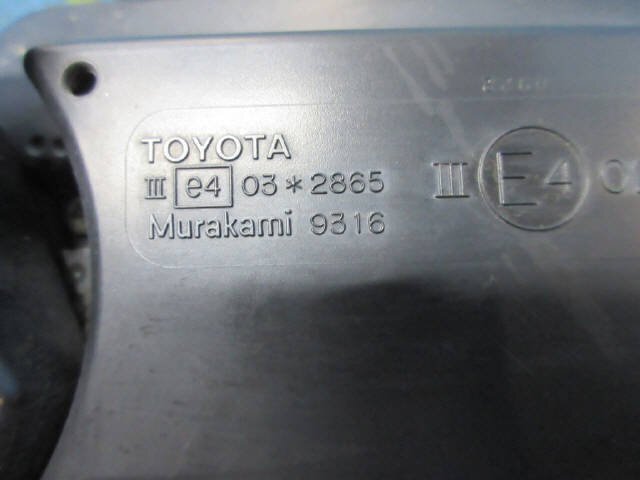 TOYOTA
III e4 03*2865 III E4
Murakami 9316